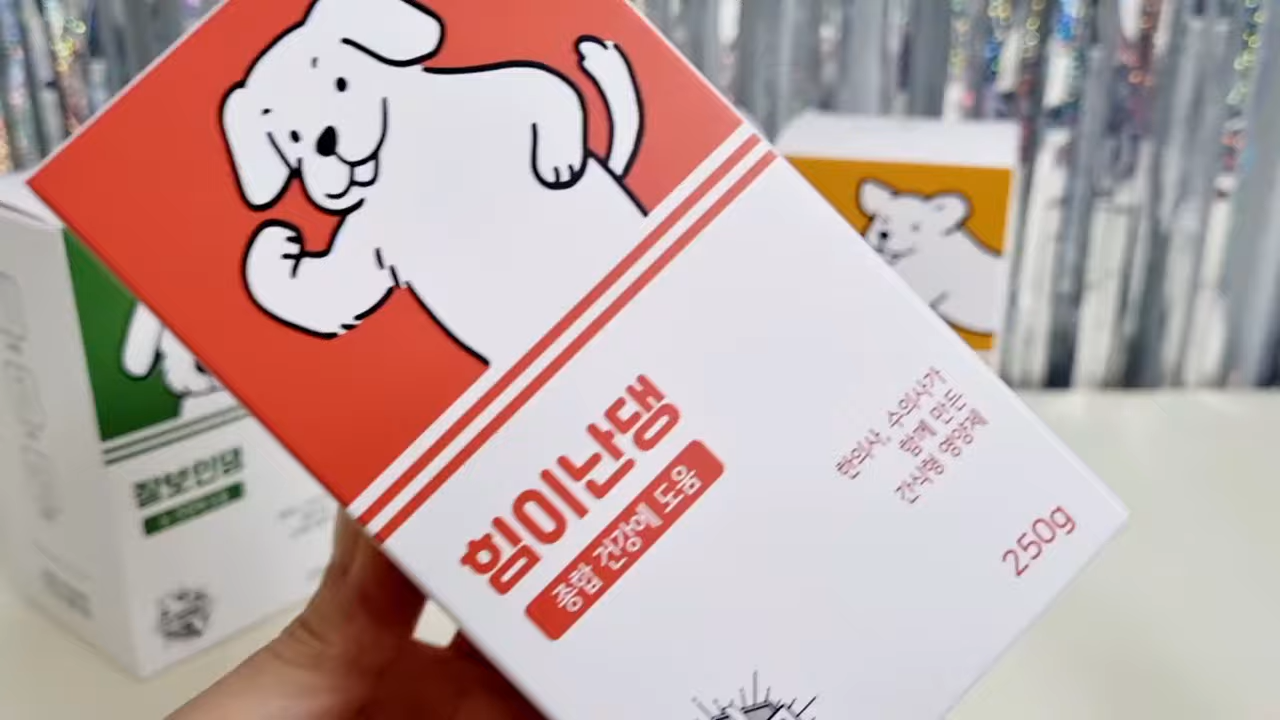 힘이난댕
종합 건강에 도움
한의사, 수의사가
함께 만든
간식형 영양제
250g
잘보인댐